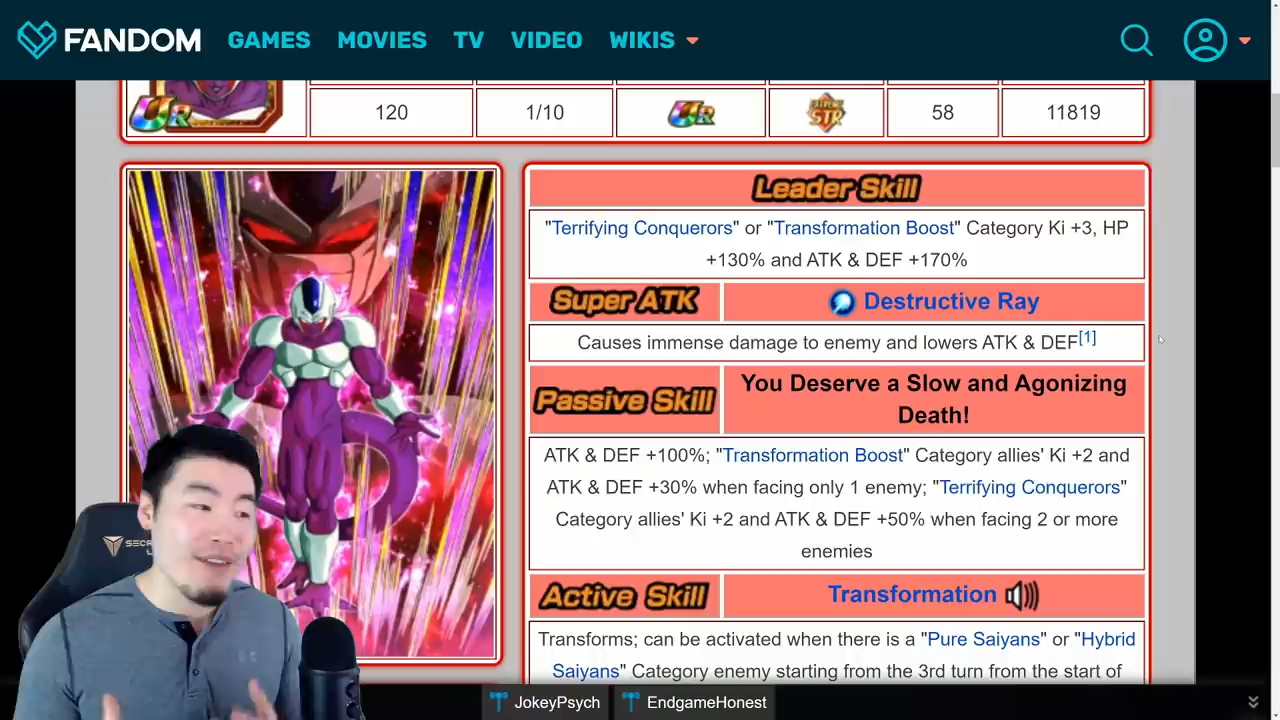 FANDOM GAMES MOVIES TV VIDEO WIKIS
UR 120 1/10 UR EXTREME STR 58 11819
Leader Skill
"Terrifying Conquerors" or "Transformation Boost" Category Ki +3, HP
+130% and ATK & DEF +170%
Super ATK Destructive Ray
Causes immense damage to enemy and lowers ATK & DEF[1]
Passive Skill You Deserve a Slow and Agonizing
Death!
ATK & DEF +100%; "Transformation Boost" Category allies' Ki +2 and
ATK & DEF +30% when facing only 1 enemy; "Terrifying Conquerors"
Category allies' Ki +2 and ATK & DEF +50% when facing 2 or more
enemies
Active Skill Transformation
Transforms; can be activated when there is a "Pure Saiyans" or "Hybrid
Saiyans" Category enemy starting from the 3rd turn from the start of
JokeyPsych EndgameHonest